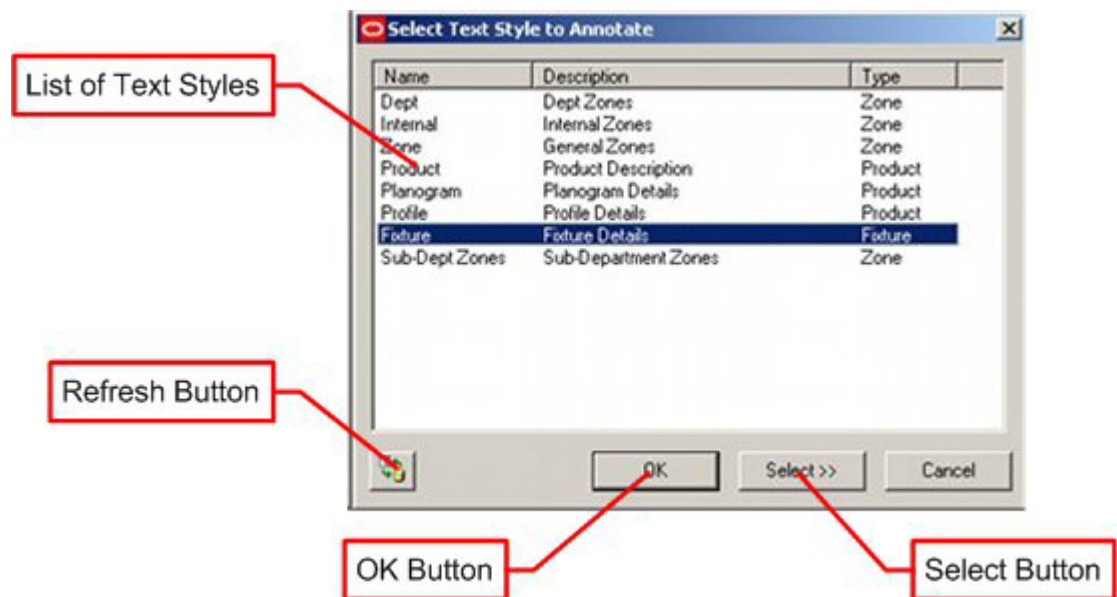 Select Text Style to Annotate
List of Text Styles
Name Description Type
Dept Dept Zones Zone
Internal Internal Zones Zone
Zone General Zones Zone
Product Product Description Product
Planogram Planogram Details Product
Profile Profile Details Product
Fixture Fixture Details Fixture
Sub-Dept Zones Sub-Department Zones Zone
Refresh Button
OK Select >> Cancel
OK Button Select Button